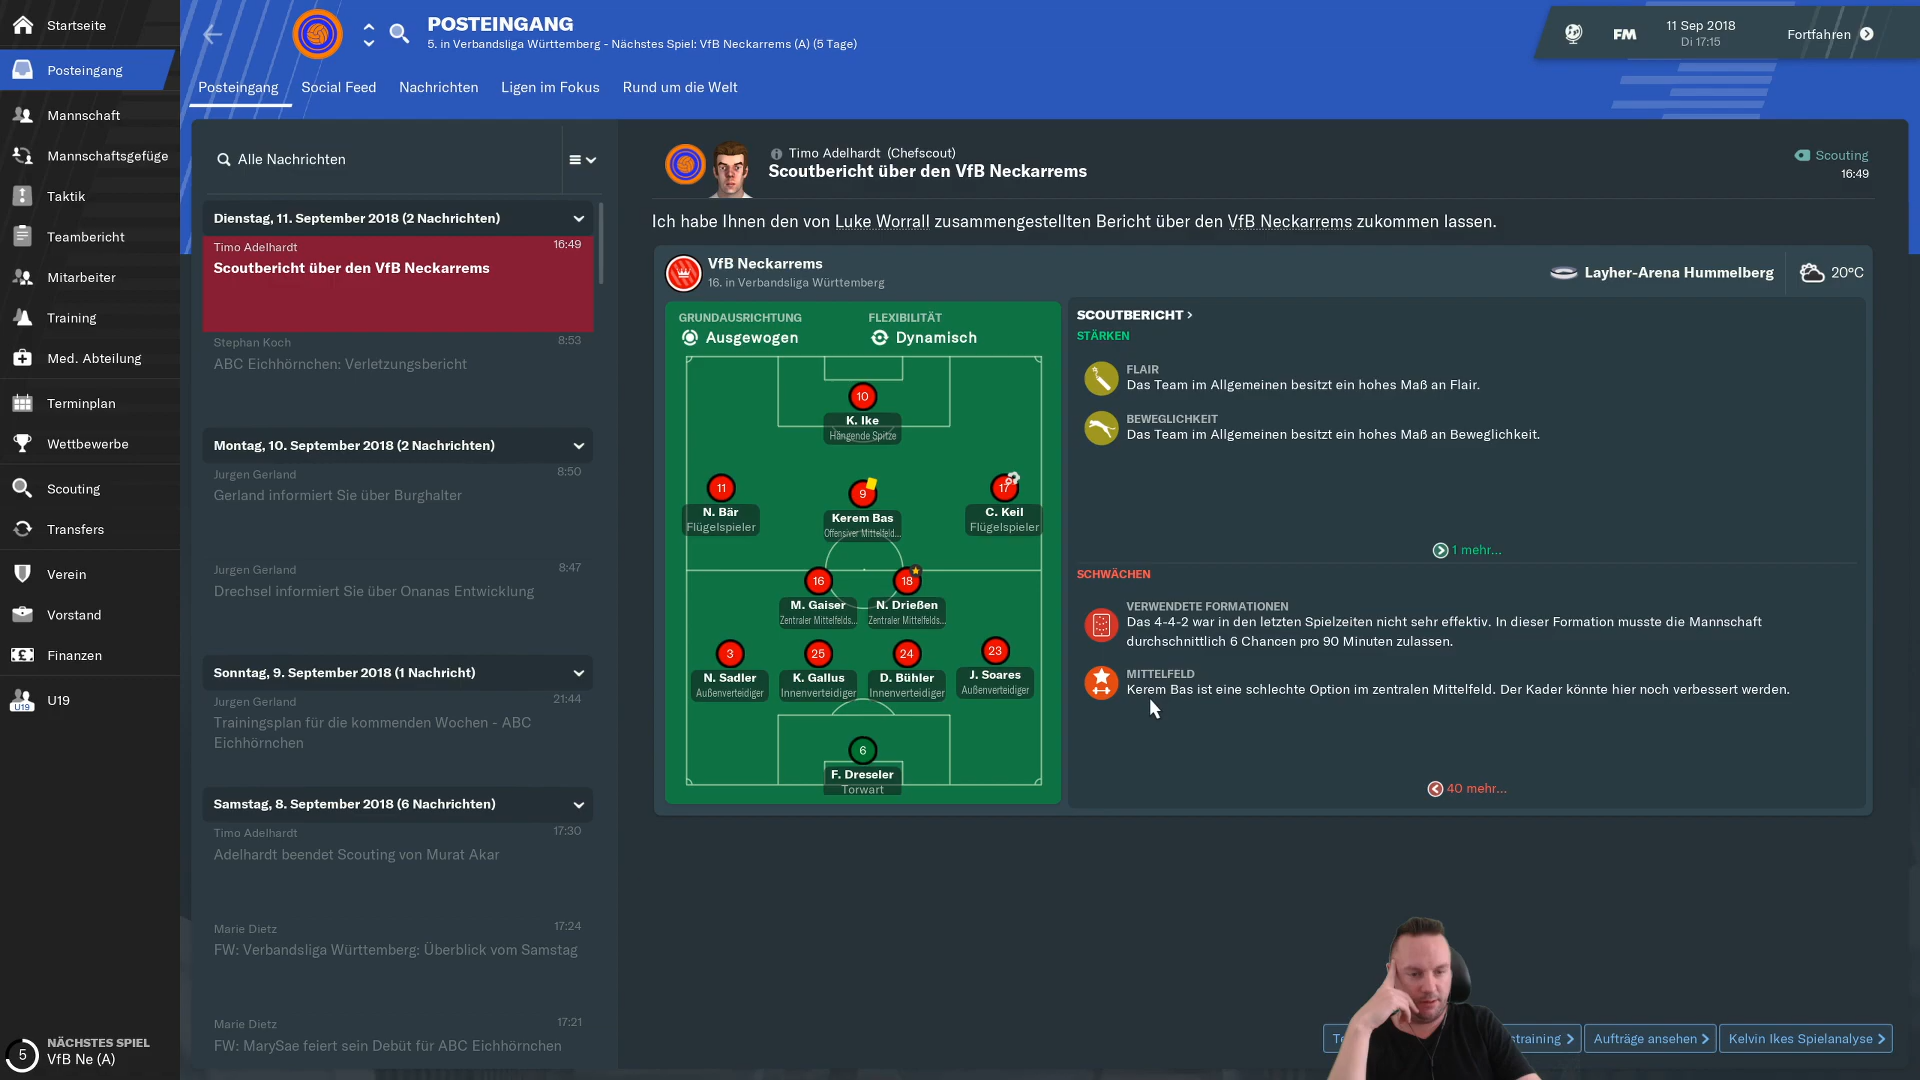 Startseite
Posteingang
Mannschaft
Mannschaftsgefüge
Taktik
Teambericht
Mitarbeiter
Training
Med. Abteilung
Terminplan
Wettbewerbe
Scouting
Transfers
Verein
Vorstand
Finanzen
U19
U19
5
NÄCHSTES SPIEL
VfB Ne (A)
POSTEINGANG
5. in Verbandsliga Württemberg - Nächstes Spiel: VfB Neckarrems (A) (5 Tage)
FM
11 Sep 2018
Di 17:15
Fortfahren
Posteingang
Social Feed
Nachrichten
Ligen im Fokus
Rund um die Welt
Alle Nachrichten
Dienstag, 11. September 2018 (2 Nachrichten)
Timo Adelhardt 16:49
Scoutbericht über den VfB Neckarrems
Stephan Koch 8:53
ABC Eichhörnchen: Verletzungsbericht
Montag, 10. September 2018 (2 Nachrichten)
Jurgen Gerland 8:50
Gerland informiert Sie über Burghalter
Jurgen Gerland 8:47
Drechsel informiert Sie über Onanas Entwicklung
Sonntag, 9. September 2018 (1 Nachricht)
Jurgen Gerland 21:44
Trainingsplan für die kommenden Wochen - ABC
Eichhörnchen
Samstag, 8. September 2018 (6 Nachrichten)
Timo Adelhardt 17:30
Adelhardt beendet Scouting von Murat Akar
Marie Dietz 17:24
FW: Verbandsliga Württemberg: Überblick vom Samstag
Marie Dietz 17:21
FW: MarySae feiert sein Debüt für ABC Eichhörnchen
Timo Adelhardt (Chefscout)
Scoutbericht über den VfB Neckarrems
Scouting
16:49
Ich habe Ihnen den von Luke Worrall zusammengestellten Bericht über den VfB Neckarrems zukommen lassen.
VfB Neckarrems
16. in Verbandsliga Württemberg
Layher-Arena Hummelberg
20°C
GRUNDAUSRICHTUNG
Ausgewogen
FLEXIBILITÄT
Dynamisch
10
K. Ike
Hängende Spitze
11
N. Bär
Flügelspieler
9
Kerem Bas
Offensiver Mittelfeld...
17
C. Keil
Flügelspieler
16
M. Gaiser
Zentraler Mittelfelds...
18
N. Drießen
Zentraler Mittelfelds...
3
N. Sadler
Außenverteidiger
25
K. Gallus
Innenverteidiger
24
D. Bühler
Innenverteidiger
23
J. Soares
Außenverteidiger
6
F. Dreseler
Torwart
SCOUTBERICHT >
STÄRKEN
FLAIR
Das Team im Allgemeinen besitzt ein hohes Maß an Flair.
BEWEGLICHKEIT
Das Team im Allgemeinen besitzt ein hohes Maß an Beweglichkeit.
1 mehr...
SCHWÄCHEN
VERWENDETE FORMATIONEN
Das 4-4-2 war in den letzten Spielzeiten nicht sehr effektiv. In dieser Formation musste die Mannschaft
durchschnittlich 6 Chancen pro 90 Minuten zulassen.
MITTELFELD
Kerem Bas ist eine schlechte Option im zentralen Mittelfeld. Der Kader könnte hier noch verbessert werden.
40 mehr...
Aufträge ansehen >
Kelvin Ikes Spielanalyse >